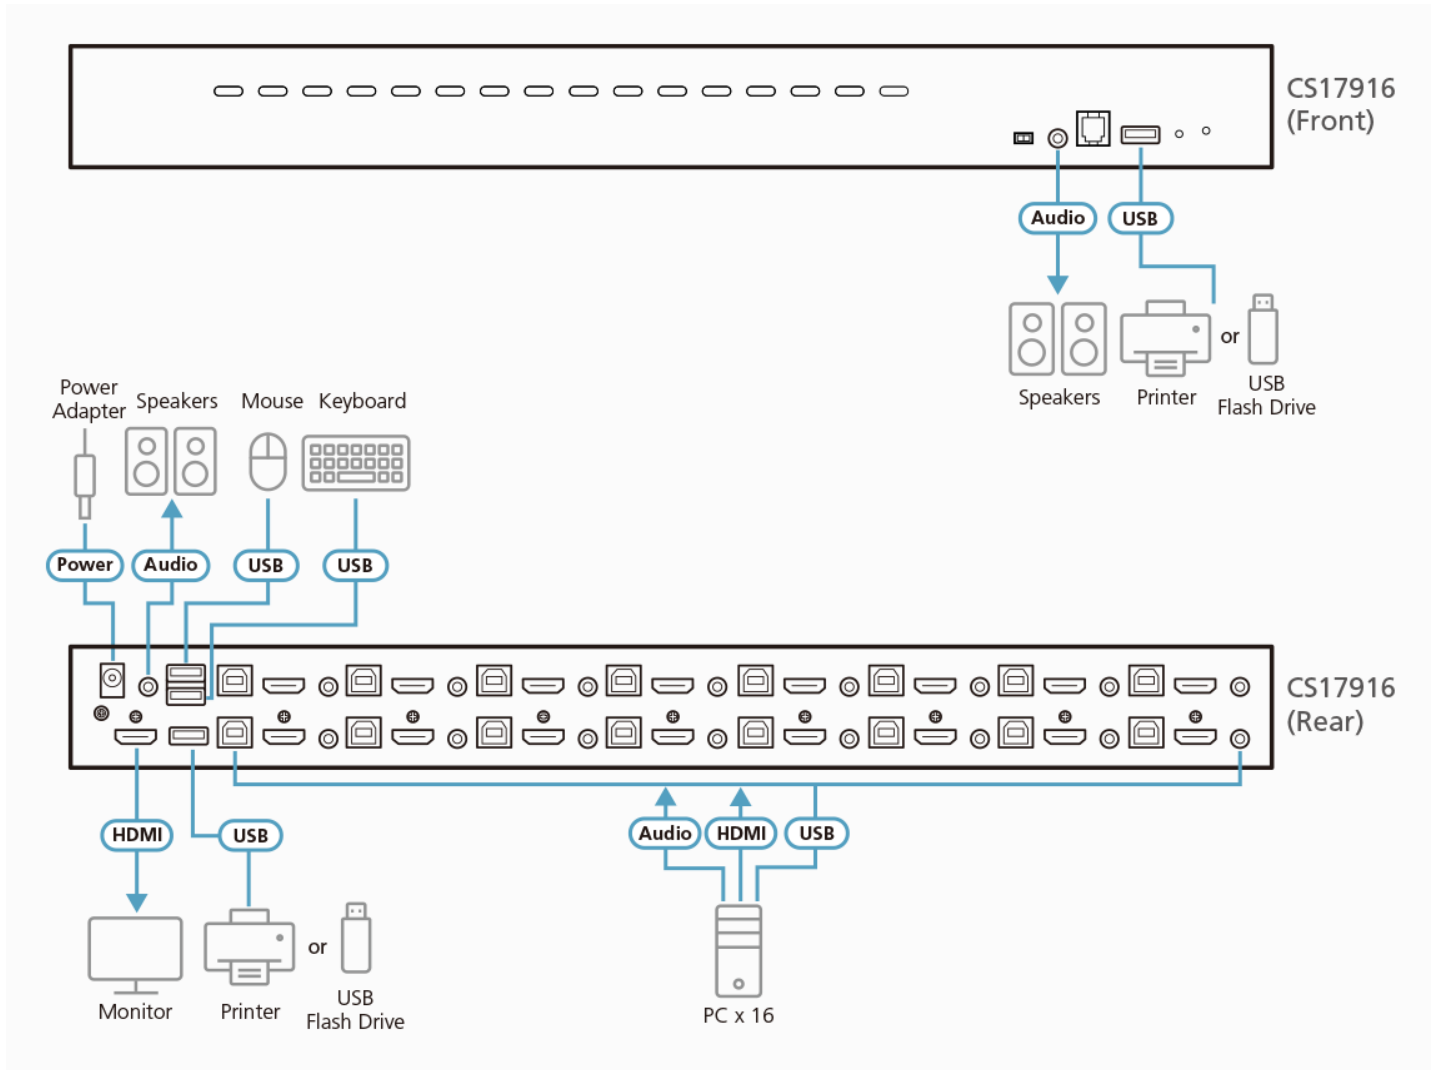 CS17916
(Front)
Audio
USB
or
Speakers
Printer
USB
Flash Drive
Power
Adapter
Speakers
Mouse
Keyboard
Power
Audio
USB
USB
CS17916
(Rear)
HDMI
USB
Audio
HDMI
USB
or
Monitor
Printer
USB
Flash Drive
PC x 16